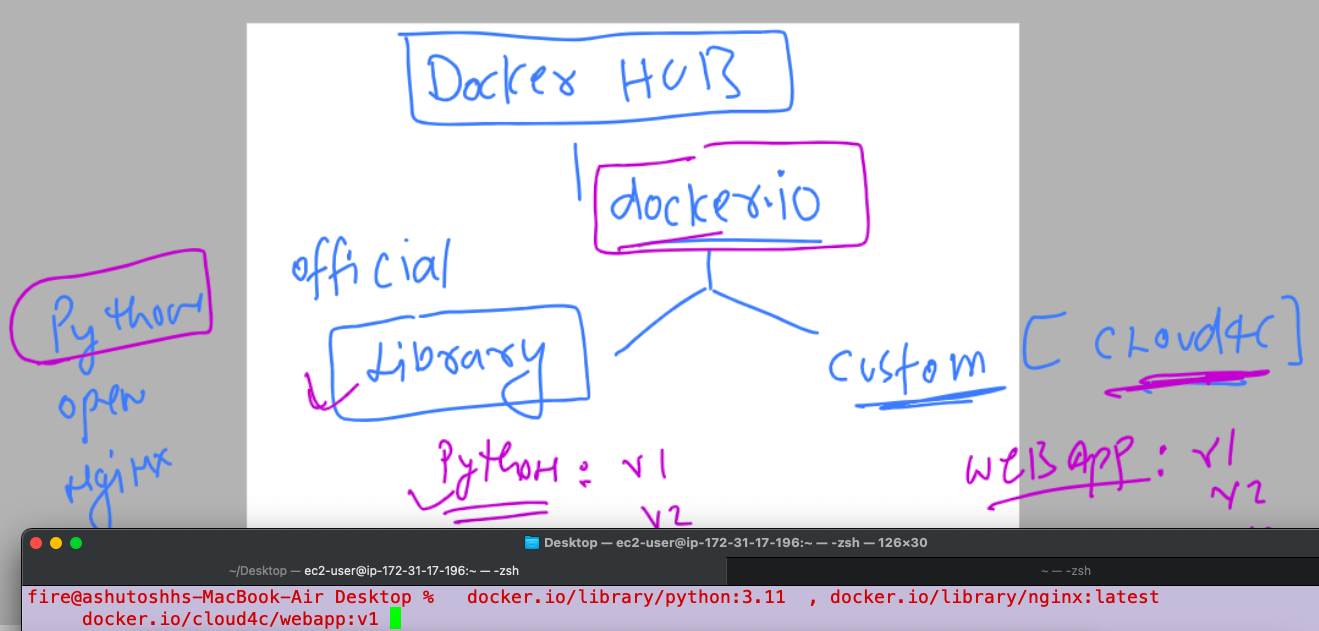 Docker HUB
docker.io
official
Library
custom [CLoud4C]
Python
open
nginx
Python : v1
v2
WEBAPP : v1
v2
Desktop — ec2-user@ip-172-31-17-196:~ — -zsh — 126×30
~/Desktop — ec2-user@ip-172-31-17-196:~ — -zsh
~ — -zsh
fire@ashutoshhs-MacBook-Air Desktop %   docker.io/library/python:3.11  , docker.io/library/nginx:latest
docker.io/cloud4c/webapp:v1